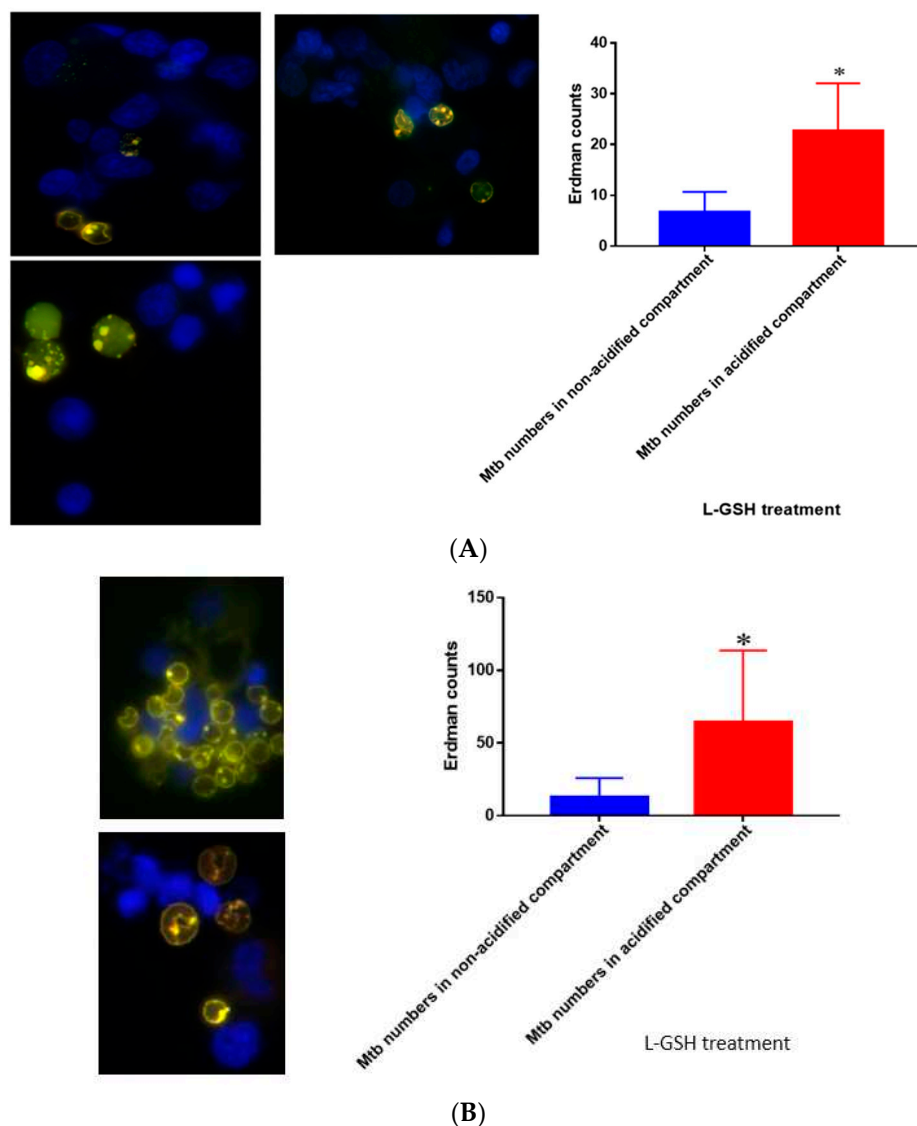 40
30
20
10
0
Erdman counts
*
Mtb numbers in non-acidified compartment
Mtb numbers in acidified compartment
L-GSH treatment
(A)
150
100
50
0
Erdman counts
*
Mtb numbers in non-acidified compartment
Mtb numbers in acidified compartment
L-GSH treatment
(B)